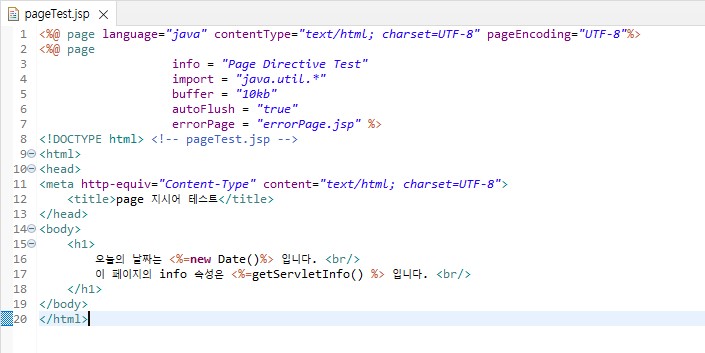 pageTest.jsp
1 <%@ page language="java" contentType="text/html; charset=UTF-8" pageEncoding="UTF-8"%>
2 <%@ page
3 info = "Page Directive Test"
4 import = "java.util.*"
5 buffer = "10kb"
6 autoFlush = "true"
7 errorPage = "errorPage.jsp" %>
8 <!DOCTYPE html> <!-- pageTest.jsp -->
9 <html>
10 <head>
11 <meta http-equiv="Content-Type" content="text/html; charset=UTF-8">
12 <title>page 지시어 테스트</title>
13 </head>
14 <body>
15 <h1>
16 오늘의 날짜는 <%=new Date()%> 입니다. <br/>
17 이 페이지의 info 속성은 <%=getServletInfo() %> 입니다. <br/>
18 </h1>
19 </body>
20 </html>